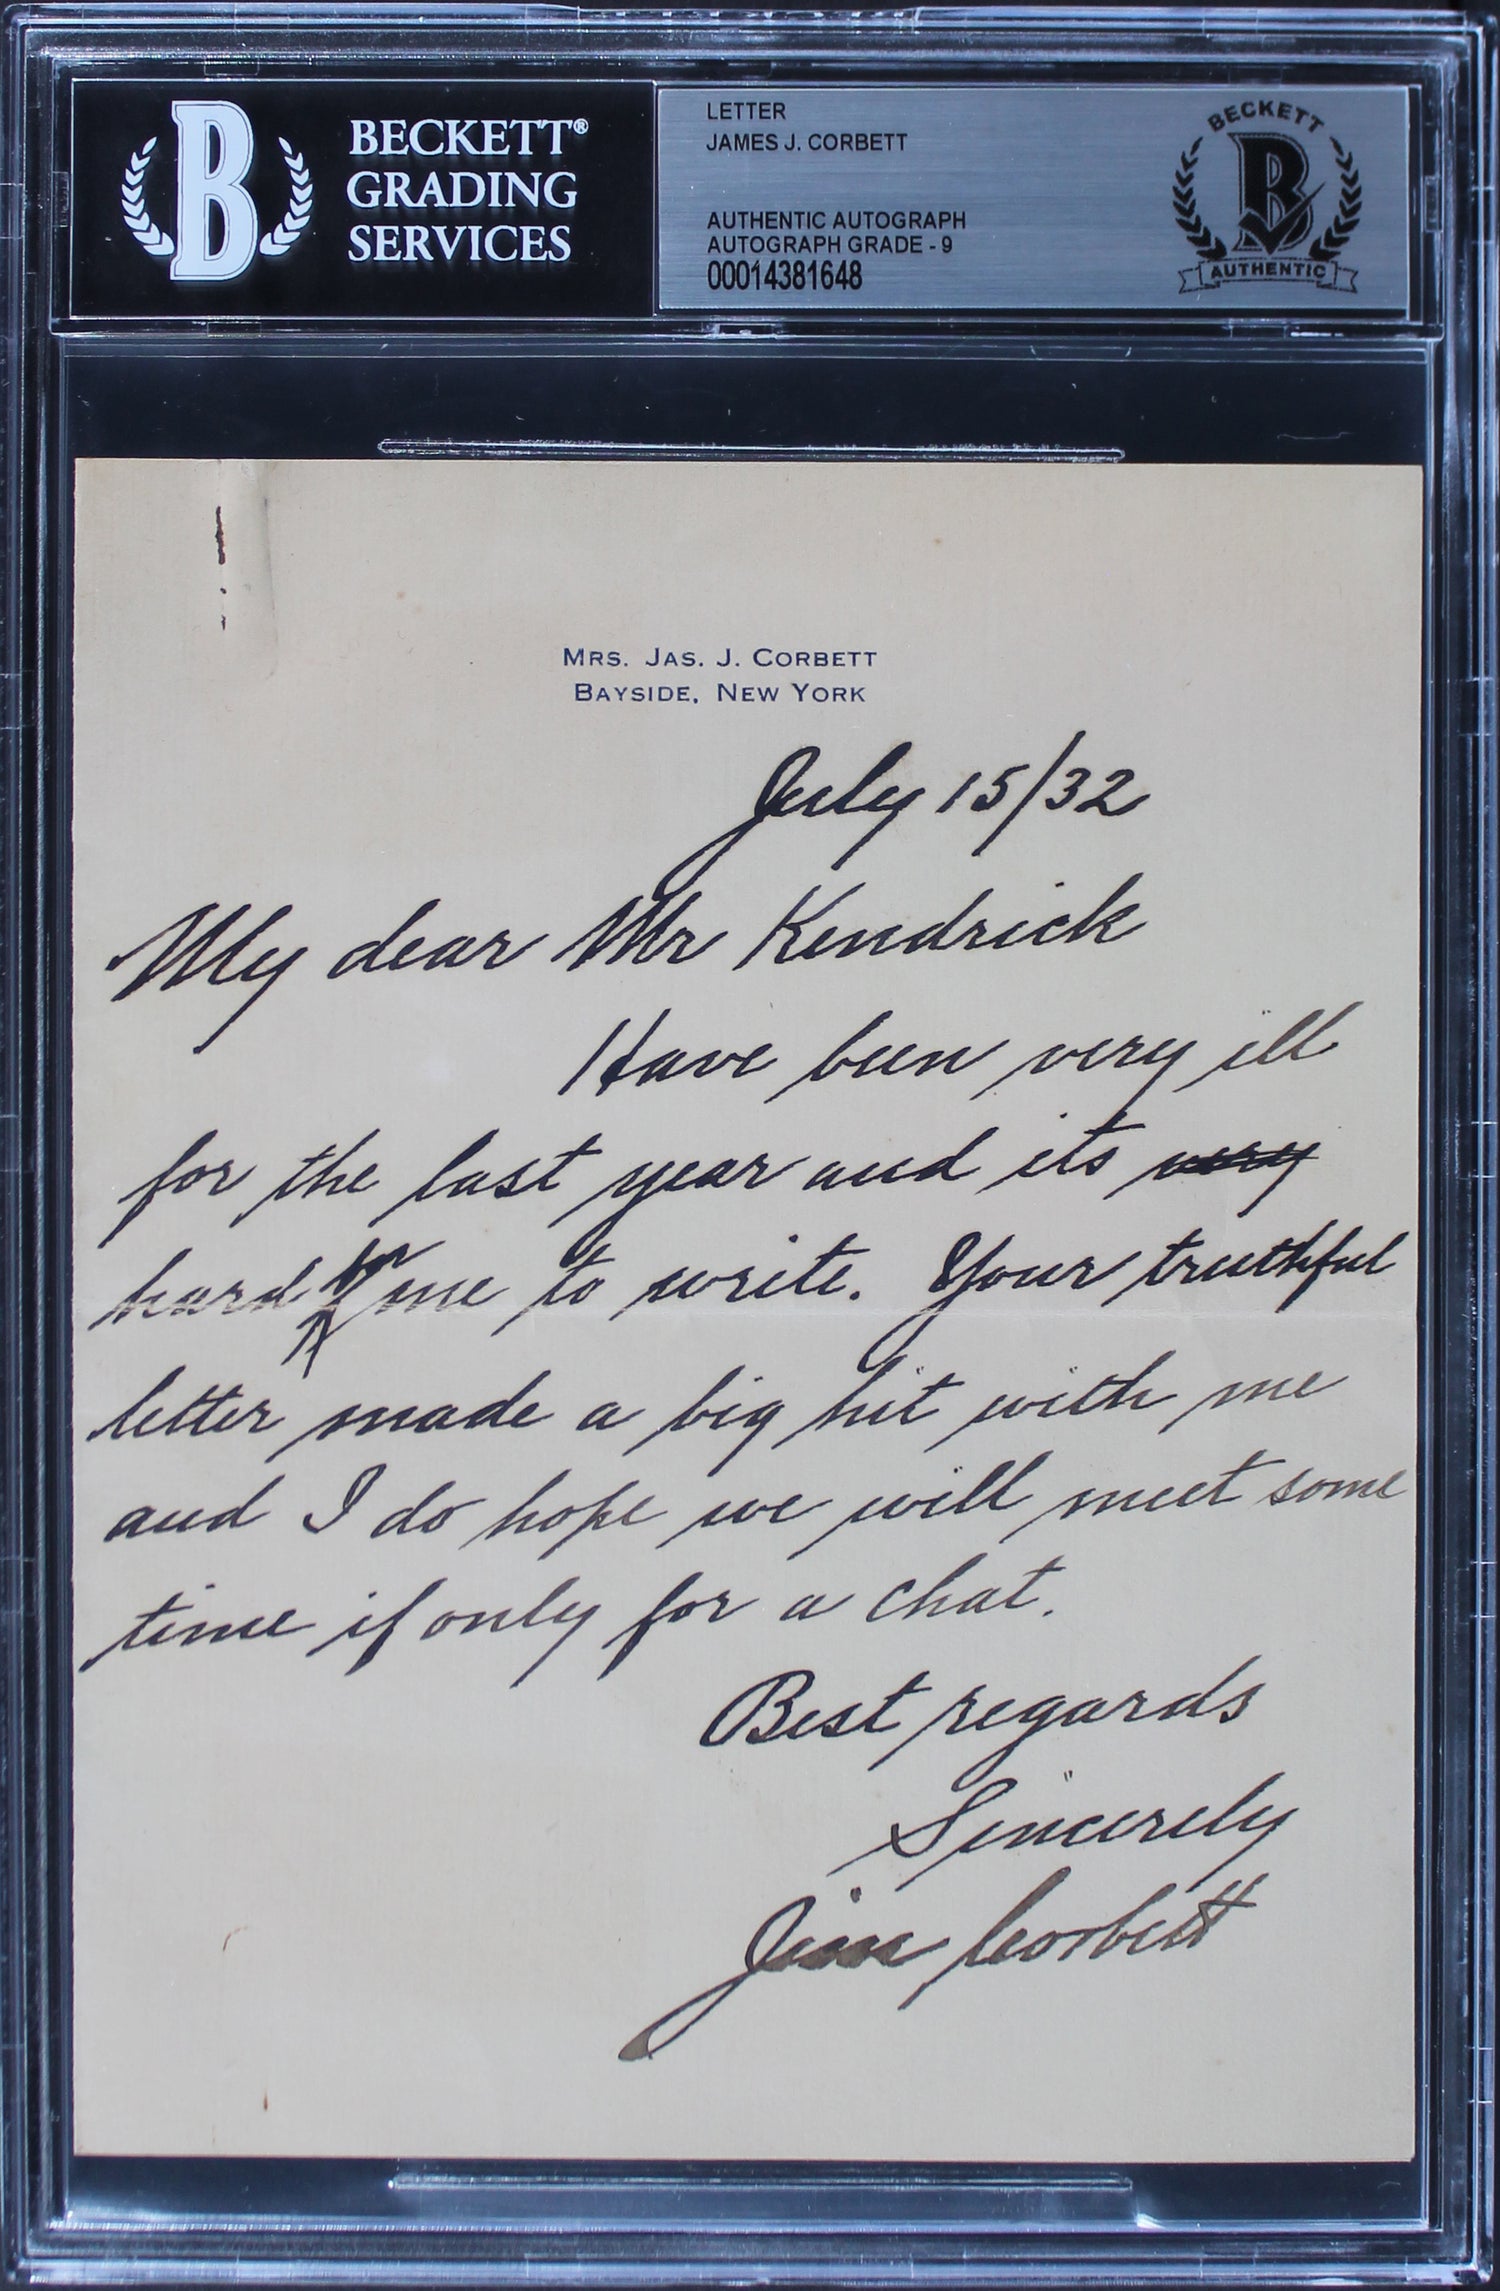 BECKETT®
GRADING
SERVICES
LETTER
JAMES J. CORBETT
AUTHENTIC AUTOGRAPH
AUTOGRAPH GRADE - 9
00014381648
BECKETT
B
AUTHENTIC
MRS. JAS. J. CORBETT
BAYSIDE, NEW YORK
July 15/32
My dear Mr Kendrick
Have been very ill
for the last year and its very
hard for me to write. Your truthful
letter made a big hit with me
and I do hope we will meet some
time if only for a chat.
Best regards
Sincerely
Jim Corbett